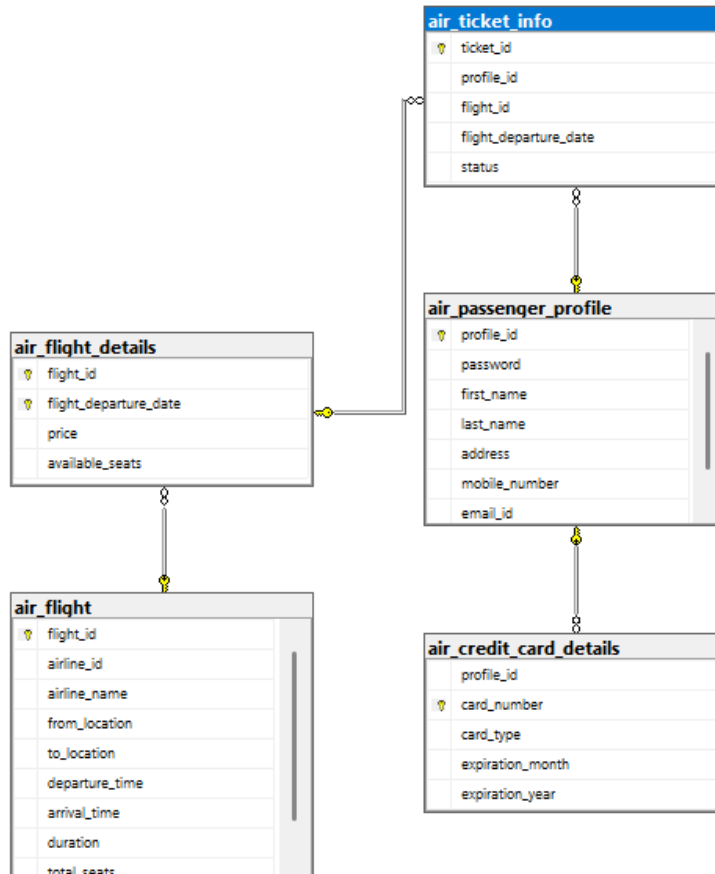 air_ticket_info
ticket_id
profile_id
flight_id
flight_departure_date
status
air_passenger_profile
profile_id
password
first_name
last_name
address
mobile_number
email_id
air_flight_details
flight_id
flight_departure_date
price
available_seats
air_flight
flight_id
airline_id
airline_name
from_location
to_location
departure_time
arrival_time
duration
total_seats
air_credit_card_details
profile_id
card_number
card_type
expiration_month
expiration_year